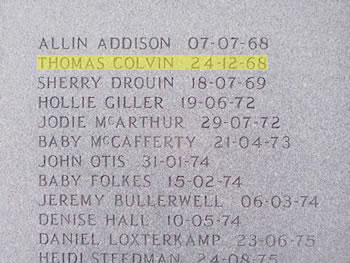 ALLIN ADDISON 07-07-68
THOMAS COLVIN 24-12-68
SHERRY DROUIN 18-07-69
HOLLIE GILLER 19-06-72
JODIE McARTHUR 29-07-72
BABY McCAFFERTY 21-04-73
JOHN OTIS 31-01-74
BABY FOLKES 15-02-74
JEREMY BULLERWELL 06-03-74
DENISE HALL 10-05-74
DANIEL LOXTERKAMP 23-06-75
HEIDI STEEDMAN 24-08-75